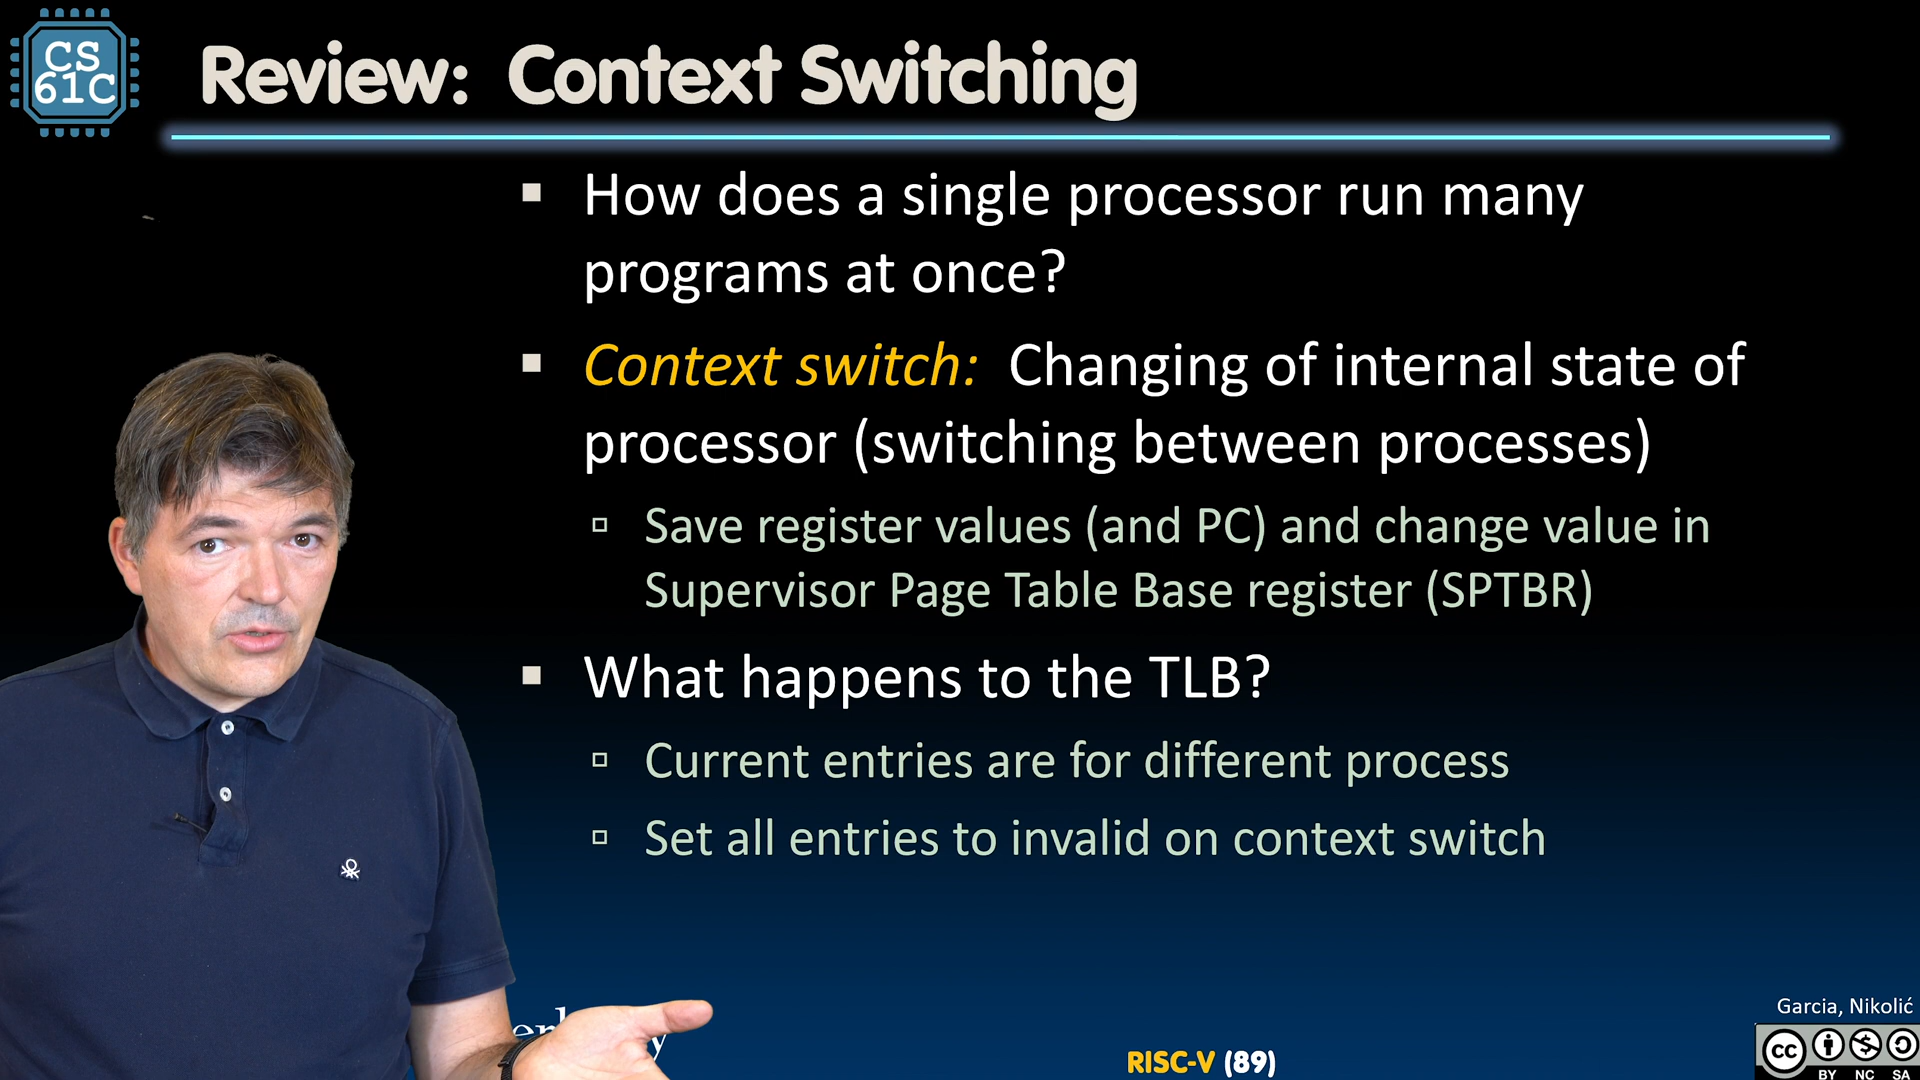 CS
61C
Review: Context Switching
▪ How does a single processor run many
programs at once?
▪ Context switch: Changing of internal state of
processor (switching between processes)
▫ Save register values (and PC) and change value in
Supervisor Page Table Base register (SPTBR)
▪ What happens to the TLB?
▫ Current entries are for different process
▫ Set all entries to invalid on context switch
Garcia, Nikolić
RISC-V (89)
cc
BY NC SA